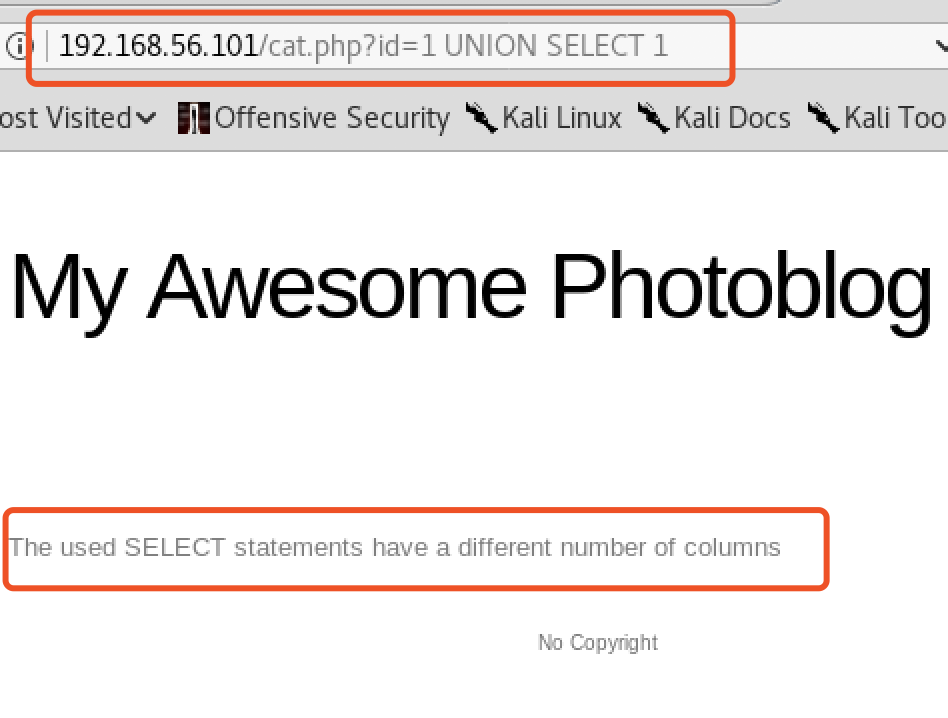 192.168.56.101/cat.php?id=1 UNION SELECT 1
ost Visited Offensive Security Kali Linux Kali Docs Kali Too
My Awesome Photoblog
The used SELECT statements have a different number of columns
No Copyright